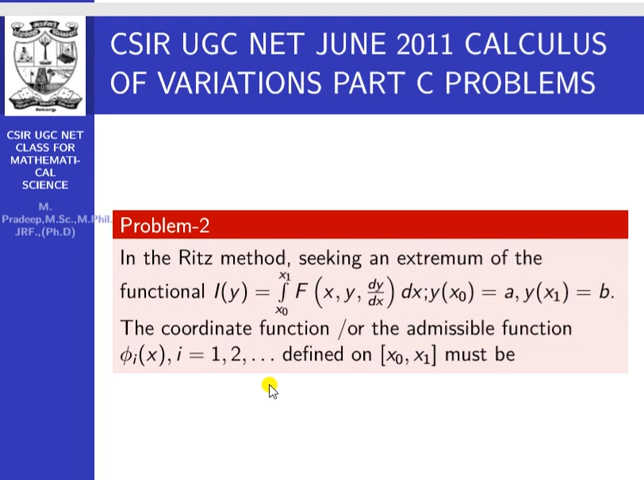 CSIR UGC NET JUNE 2011 CALCULUS
OF VARIATIONS PART C PROBLEMS
CSIR UGC NET
CLASS FOR
MATHEMATI-
CAL
SCIENCE
M.
Pradeep,M.Sc.,M.Phil.
JRF.,(Ph.D)
Problem-2
In the Ritz method, seeking an extremum of the
functional I(y) = ∫_{x₀}^{x₁} F (x, y, dy/dx) dx; y(x₀) = a, y(x₁) = b.
The coordinate function /or the admissible function
ϕᵢ(x), i = 1, 2, . . . defined on [x₀, x₁] must be